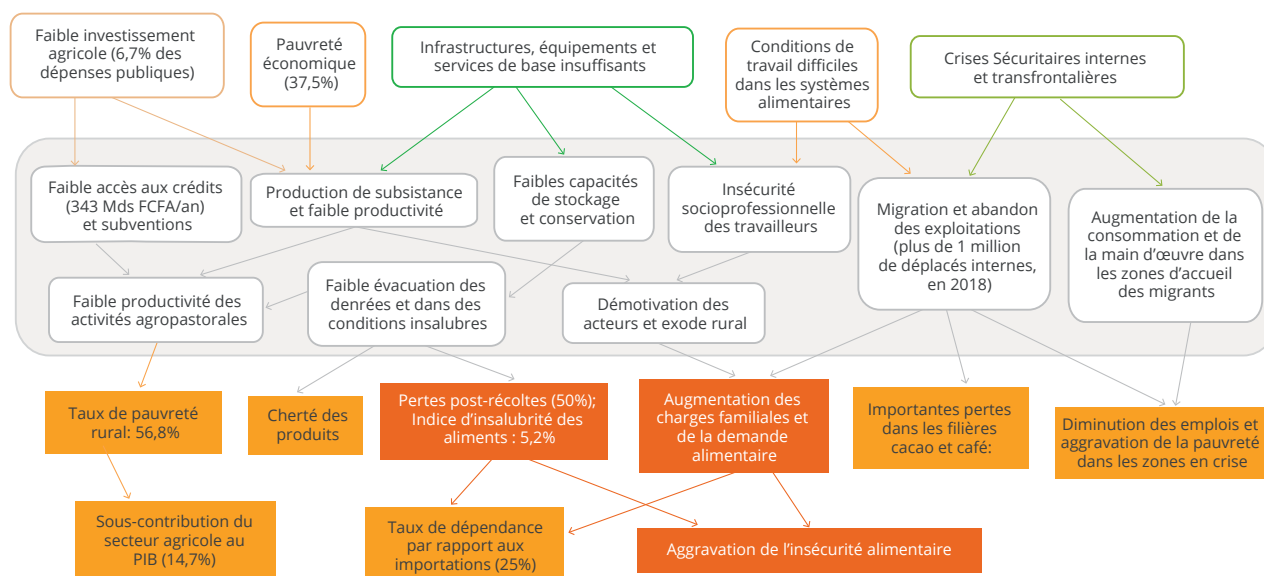 Faible investissement
agricole (6,7% des
dépenses publiques)
Pauvreté
économique
(37,5%)
Infrastructures, équipements et
services de base insuffisants
Conditions de
travail difficiles
dans les systèmes
alimentaires
Crises Sécuritaires internes
et transfrontalières
Faible accès aux crédits
(343 Mds FCFA/an)
et subventions
Production de subsistance
et faible productivité
Faibles capacités
de stockage
et conservation
Insécurité
socioprofessionnelle
des travailleurs
Migration et abandon
des exploitations
(plus de 1 million
de déplacés internes,
en 2018)
Augmentation de la
consommation et de
la main d’œuvre dans
les zones d’accueil
des migrants
Faible productivité des
activités agropastorales
Faible évacuation des
denrées et dans des
conditions insalubres
Démotivation des
acteurs et exode rural
Taux de pauvreté
rural: 56,8%
Cherté des
produits
Pertes post-récoltes (50%);
Indice d’insalubrité des
aliments : 5,2%
Augmentation des
charges familiales et
de la demande
alimentaire
Importantes pertes
dans les filières
cacao et café:
Diminution des emplois et
aggravation de la pauvreté
dans les zones en crise
Sous-contribution du
secteur agricole au
PIB (14,7%)
Taux de dépendance
par rapport aux
importations (25%)
Aggravation de l’insécurité alimentaire